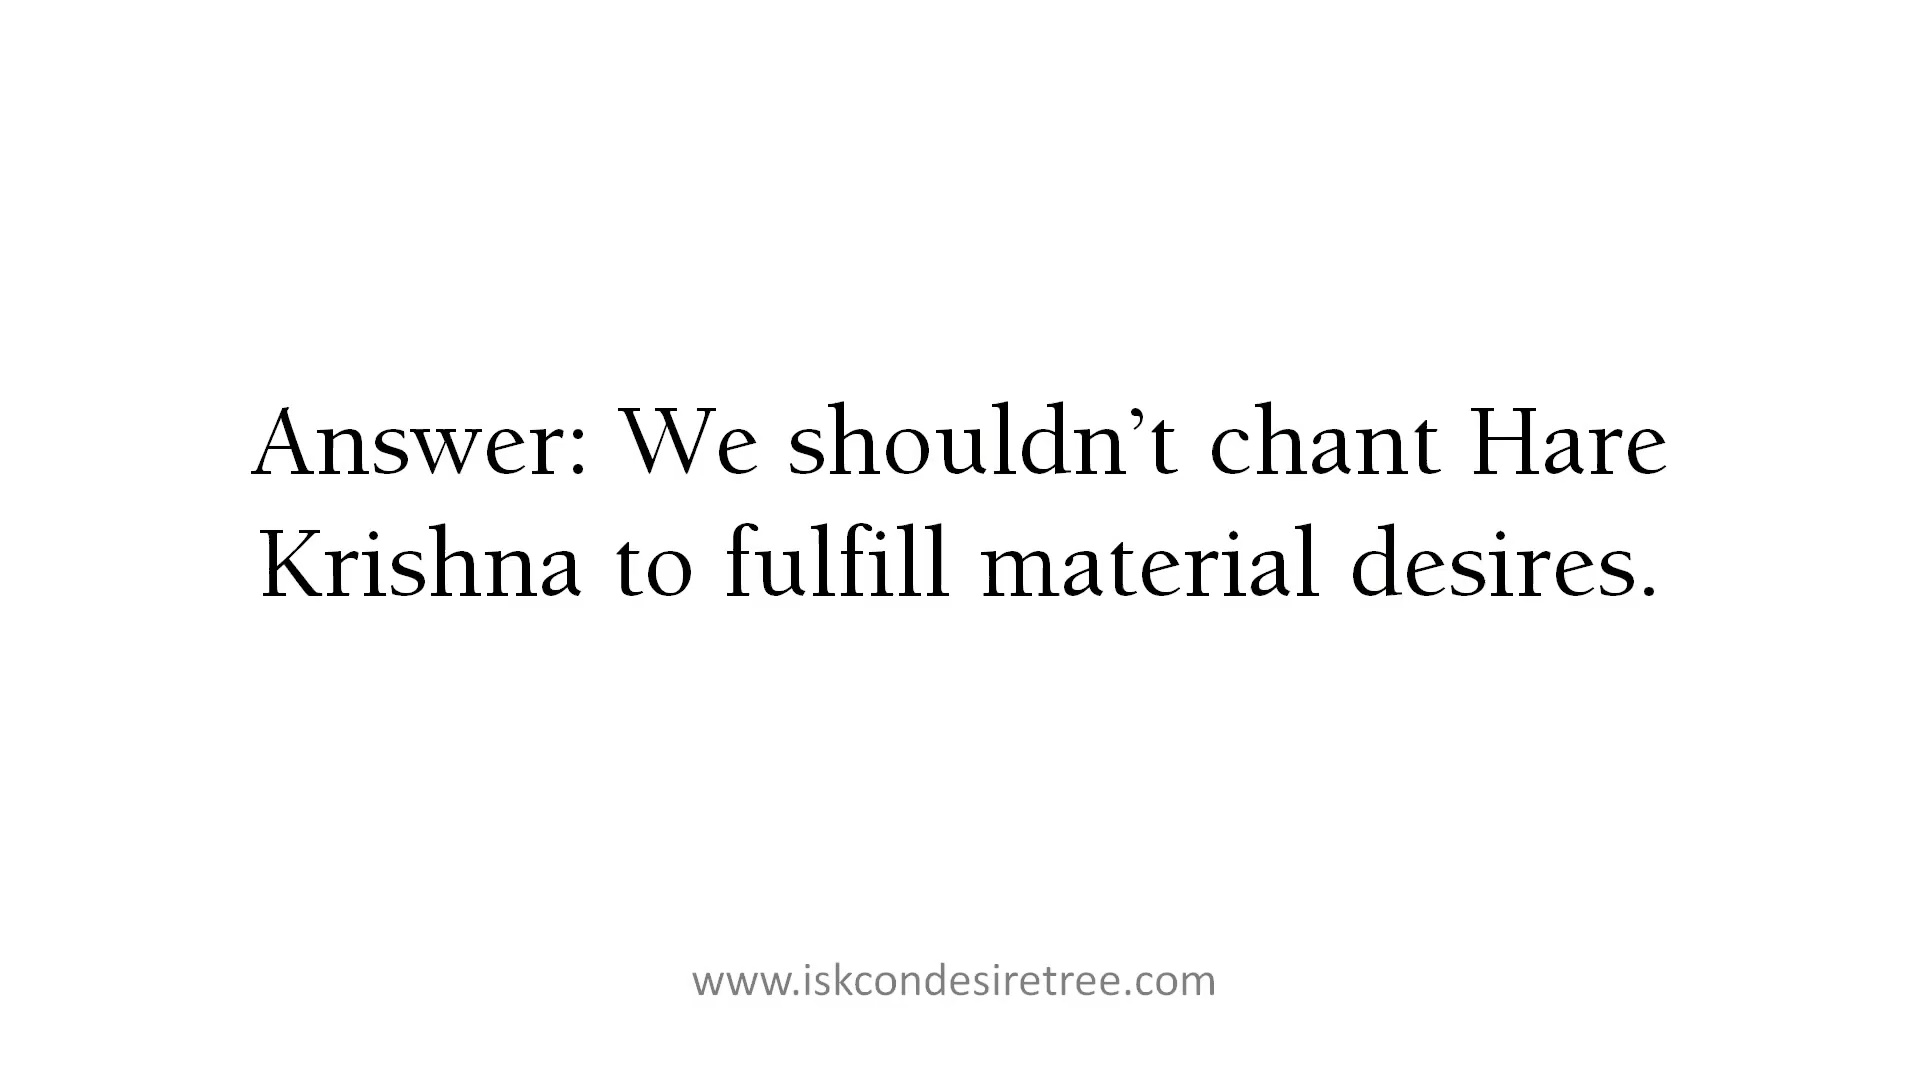 Answer: We shouldn’t chant Hare
Krishna to fulfill material desires.
www.iskcondesiretree.com